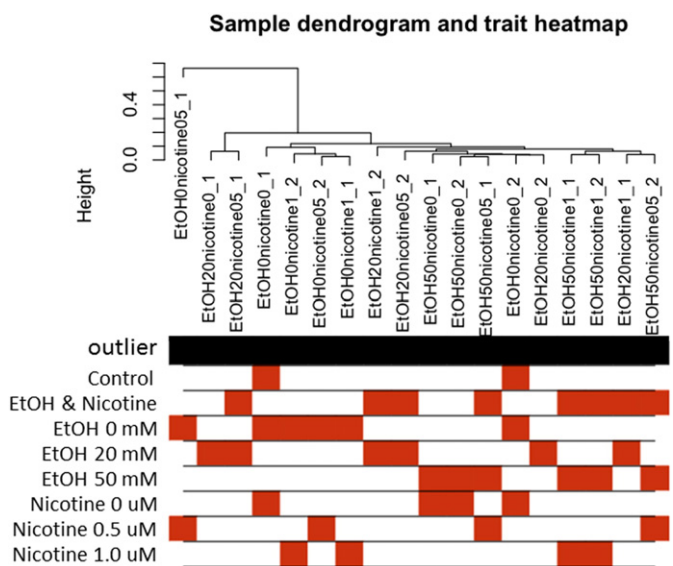 Sample dendrogram and trait heatmap
Height
0.0
0.4
EtOH0nicotine05_1
EtOH20nicotine0_1
EtOH20nicotine05_1
EtOH0nicotine0_1
EtOH0nicotine1_2
EtOH0nicotine05_2
EtOH0nicotine1_1
EtOH20nicotine1_2
EtOH20nicotine05_2
EtOH50nicotine0_1
EtOH50nicotine0_2
EtOH50nicotine05_1
EtOH0nicotine0_2
EtOH20nicotine0_2
EtOH50nicotine1_1
EtOH50nicotine1_2
EtOH20nicotine1_1
EtOH50nicotine05_2
outlier
Control
EtOH & Nicotine
EtOH 0 mM
EtOH 20 mM
EtOH 50 mM
Nicotine 0 uM
Nicotine 0.5 uM
Nicotine 1.0 uM